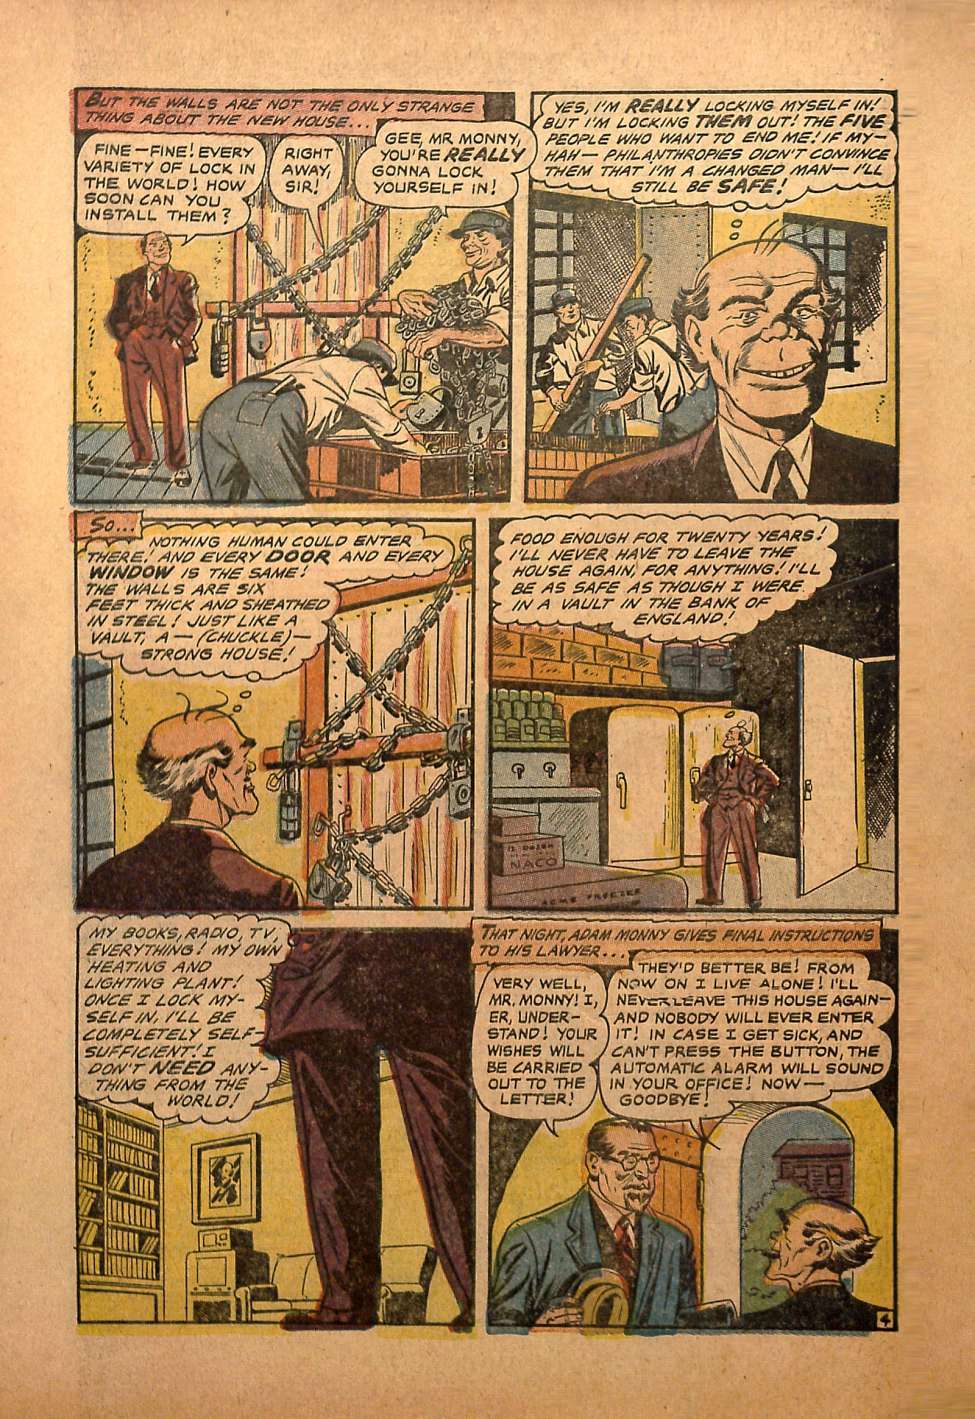 BUT THE WALLS ARE NOT THE ONLY STRANGE
THING ABOUT THE NEW HOUSE...
FINE—FINE! EVERY
VARIETY OF LOCK IN
THE WORLD! HOW
SOON CAN YOU
INSTALL THEM?
RIGHT
AWAY,
SIR!
GEE, MR MONNY,
YOU'RE REALLY
GONNA LOCK
YOURSELF IN!
YES, I'M REALLY LOCKING MYSELF IN!
BUT I'M LOCKING THEM OUT! THE FIVE
PEOPLE WHO WANT TO END ME! IF MY—
HAH— PHILANTHROPIES DIDN'T CONVINCE
THEM THAT I'M A CHANGED MAN—I'LL
STILL BE SAFE!
SO...
NOTHING HUMAN COULD ENTER
THERE! AND EVERY DOOR AND EVERY
WINDOW IS THE SAME!
THE WALLS ARE SIX
FEET THICK AND SHEATHED
IN STEEL! JUST LIKE A
VAULT, A—(CHUCKLE)—
STRONG HOUSE!
FOOD ENOUGH FOR TWENTY YEARS!
I'LL NEVER HAVE TO LEAVE THE
HOUSE AGAIN, FOR ANYTHING! I'LL
BE AS SAFE AS THOUGH I WERE
IN A VAULT IN THE BANK OF
ENGLAND!
12 DOZEN
NACO
ACME FREEZER
MY BOOKS, RADIO, TV,
EVERYTHING! MY OWN
HEATING AND
LIGHTING PLANT!
ONCE I LOCK MY-
SELF IN, I'LL BE
COMPLETELY SELF-
SUFFICIENT! I
DON'T NEED ANY-
THING FROM THE
WORLD!
THAT NIGHT, ADAM MONNY GIVES FINAL INSTRUCTIONS
TO HIS LAWYER...
VERY WELL,
MR. MONNY! I,
ER, UNDER-
STAND! YOUR
WISHES WILL
BE CARRIED
OUT TO THE
LETTER!
THEY'D BETTER BE! FROM
NOW ON I LIVE ALONE! I'LL
NEVER LEAVE THIS HOUSE AGAIN—
AND NOBODY WILL EVER ENTER
IT! IN CASE I GET SICK, AND
CAN'T PRESS THE BUTTON, THE
AUTOMATIC ALARM WILL SOUND
IN YOUR OFFICE! NOW—
GOODBYE!
4